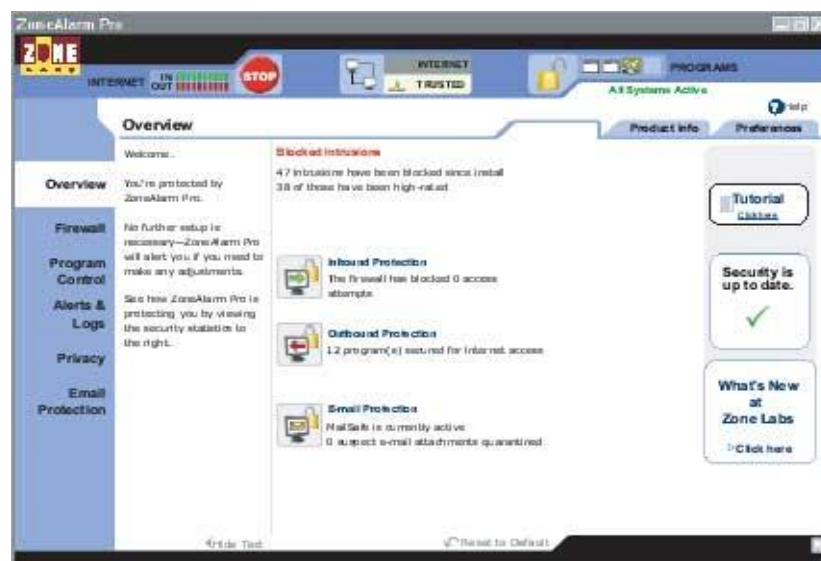 ZoneAlarm Pro
ZONE
LABS
INTERNET IN
OUT
STOP
INTERNET
TRUSTED
PROGRAMS
All Systems Active
Help
Overview
Product Info
Preferences
Overview
Firewall
Program
Control
Alerts &
Logs
Privacy
Email
Protection
Welcome.
You're protected by
ZoneAlarm Pro.
No further setup is
necessary—ZoneAlarm Pro
will alert you if you need to
make any adjustments.
See how ZoneAlarm Pro is
protecting you by viewing
the security statistics to
the right.
Hide Text
Blocked Intrusions
47 Intrusions have been blocked since install
38 of those have been high-rated
Inbound Protection
The firewall has blocked 0 access
attempts
Outbound Protection
12 program(s) secured for Internet access
E-mail Protection
MailSafe is currently active
0 suspect e-mail attachments quarantined
Reset to Default
Tutorial
Click here
Security is
up to date.
What's New
at
Zone Labs
Click here